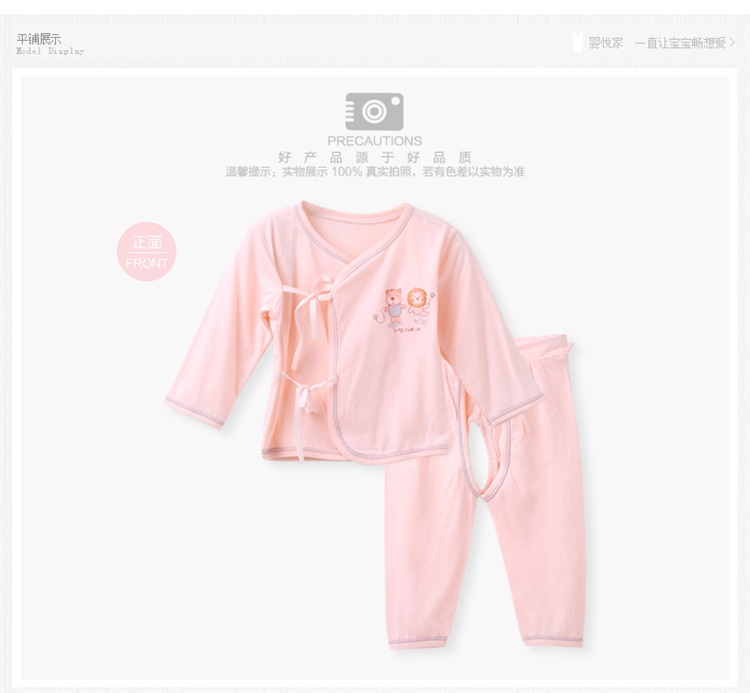 平铺展示
Model Display
婴悦家 一直让宝宝畅想爱 >
PRECAUTIONS
好产品源于好品质
温馨提示：实物展示 100% 真实拍照，若有色差以实物为准
正面
FRONT